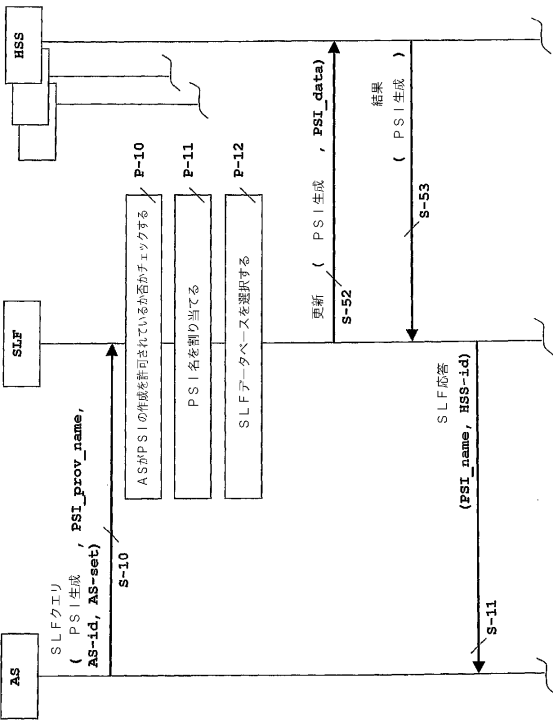 AS
SLF
HSS
SLFクエリ
( PSI生成 , PSI_prov_name,
AS-id, AS-set)
S-10
ASがPSIの作成を許可されているか否かチェックする
P-10
PSI名を割り当てる
P-11
SLFデータベースを選択する
P-12
更新 ( PSI生成 , PSI_data)
S-52
結果
( PSI生成 )
S-53
SLF応答
(PSI_name, HSS-id)
S-11